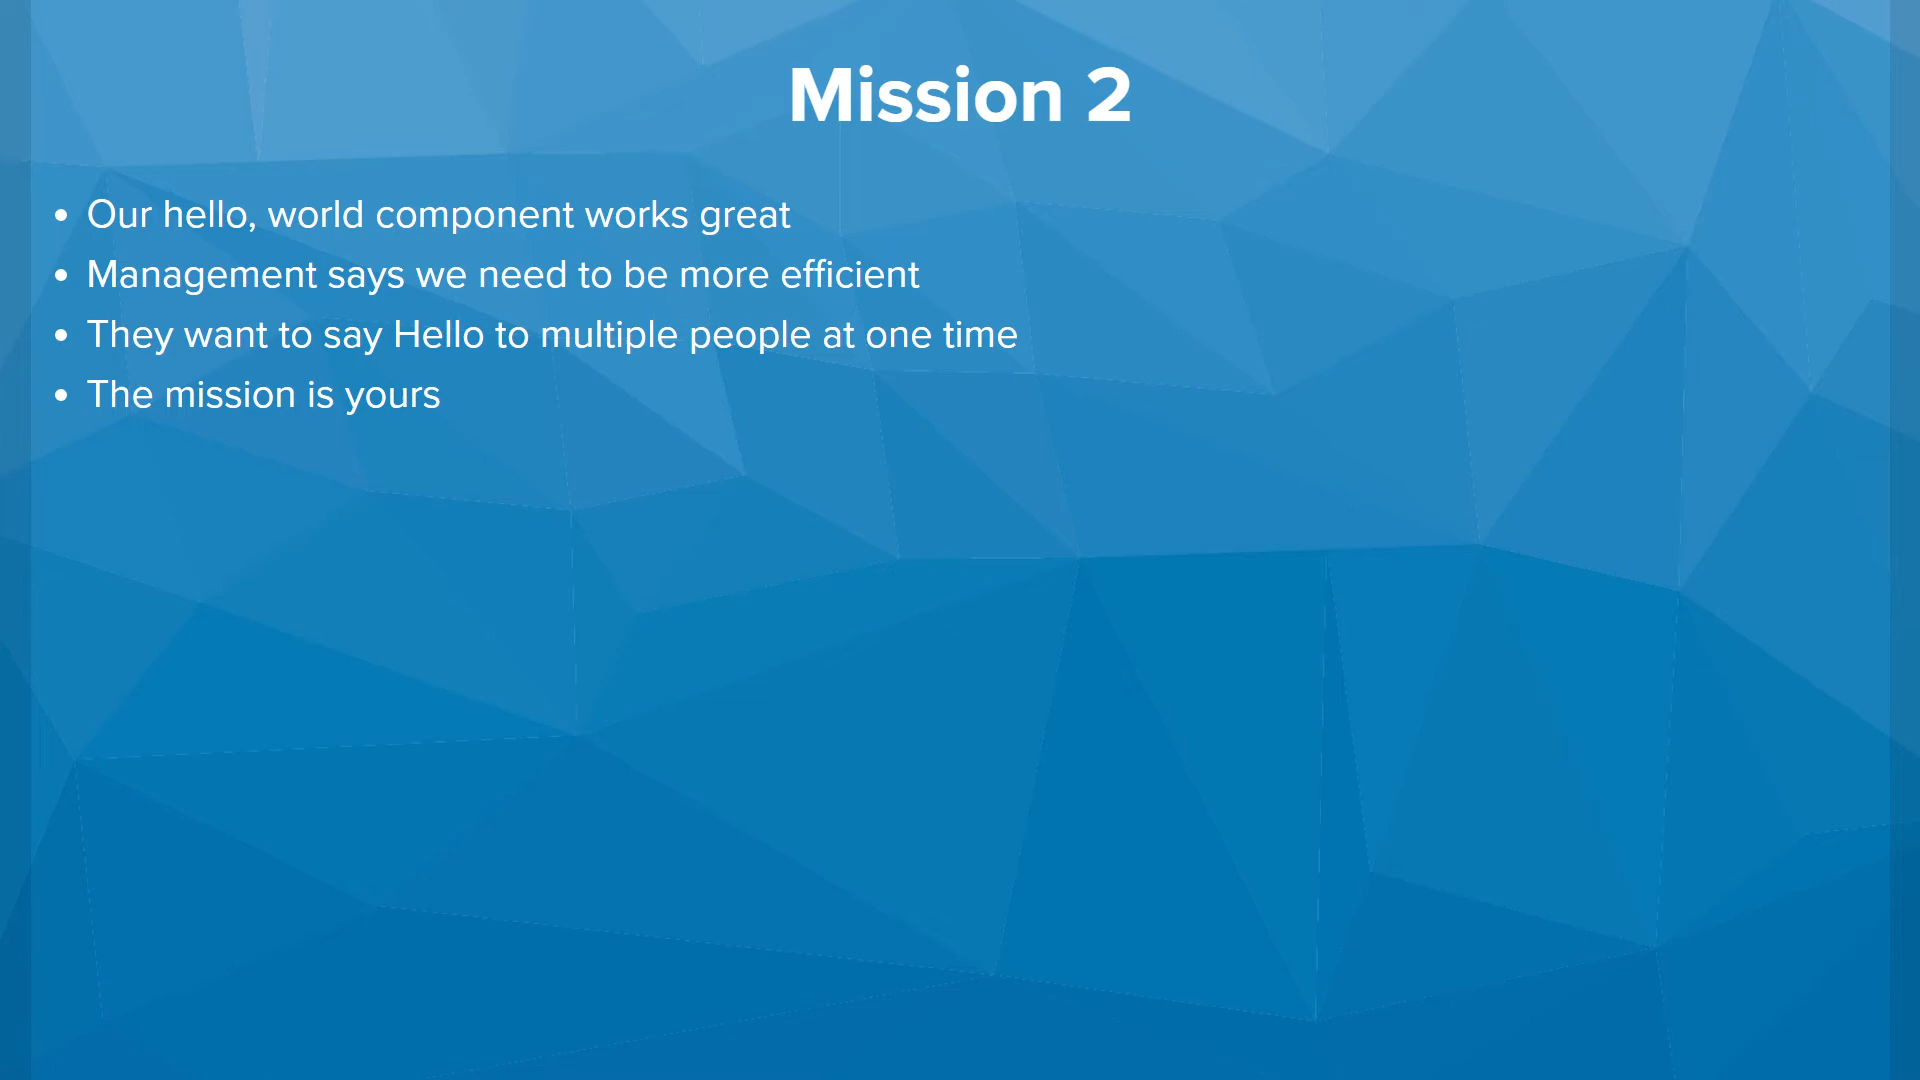 Mission 2
• Our hello, world component works great
• Management says we need to be more efficient
• They want to say Hello to multiple people at one time
• The mission is yours